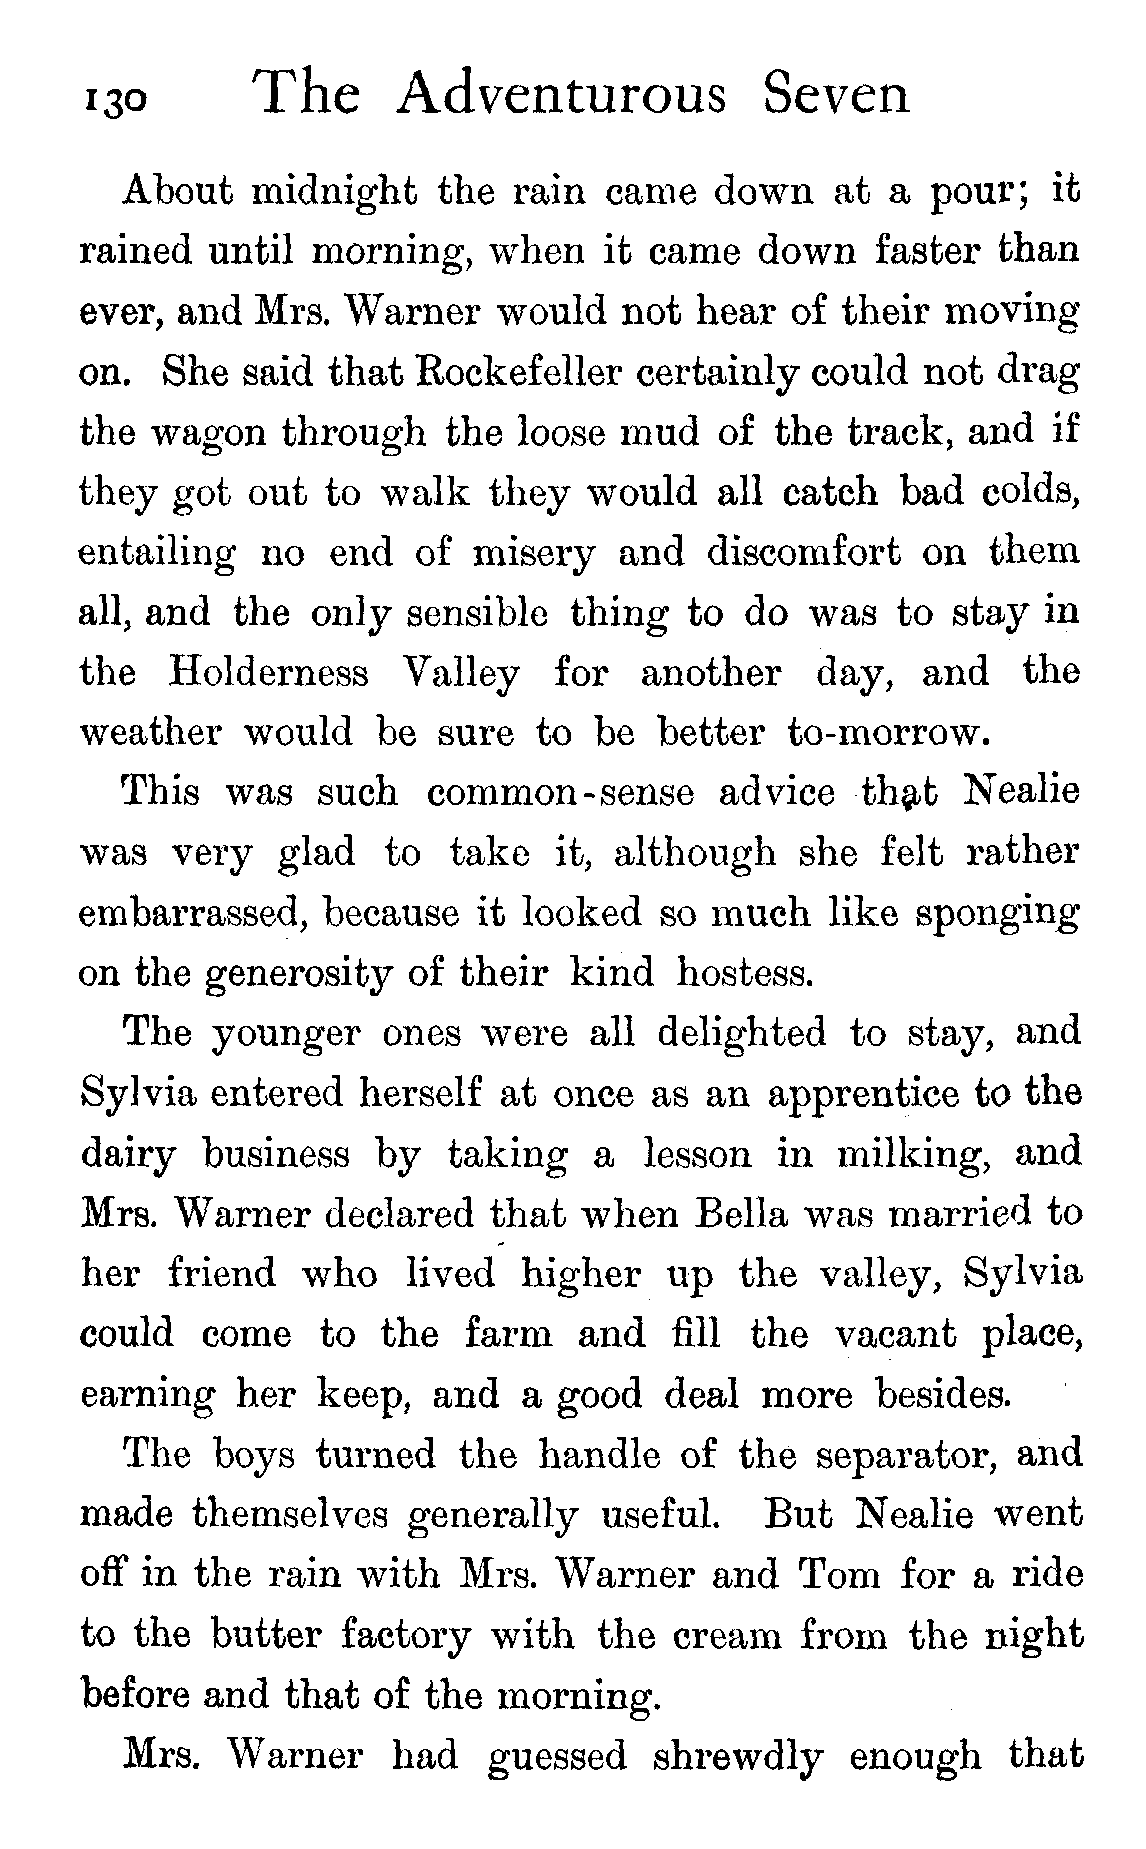 130 The Adventurous Seven
About midnight the rain came down at a pour; it
rained until morning, when it came down faster than
ever, and Mrs. Warner would not hear of their moving
on. She said that Rockefeller certainly could not drag
the wagon through the loose mud of the track, and if
they got out to walk they would all catch bad colds,
entailing no end of misery and discomfort on them
all, and the only sensible thing to do was to stay in
the Holderness Valley for another day, and the
weather would be sure to be better to-morrow.
This was such common-sense advice that Nealie
was very glad to take it, although she felt rather
embarrassed, because it looked so much like sponging
on the generosity of their kind hostess.
The younger ones were all delighted to stay, and
Sylvia entered herself at once as an apprentice to the
dairy business by taking a lesson in milking, and
Mrs. Warner declared that when Bella was married to
her friend who lived higher up the valley, Sylvia
could come to the farm and fill the vacant place,
earning her keep, and a good deal more besides.
The boys turned the handle of the separator, and
made themselves generally useful. But Nealie went
off in the rain with Mrs. Warner and Tom for a ride
to the butter factory with the cream from the night
before and that of the morning.
Mrs. Warner had guessed shrewdly enough that